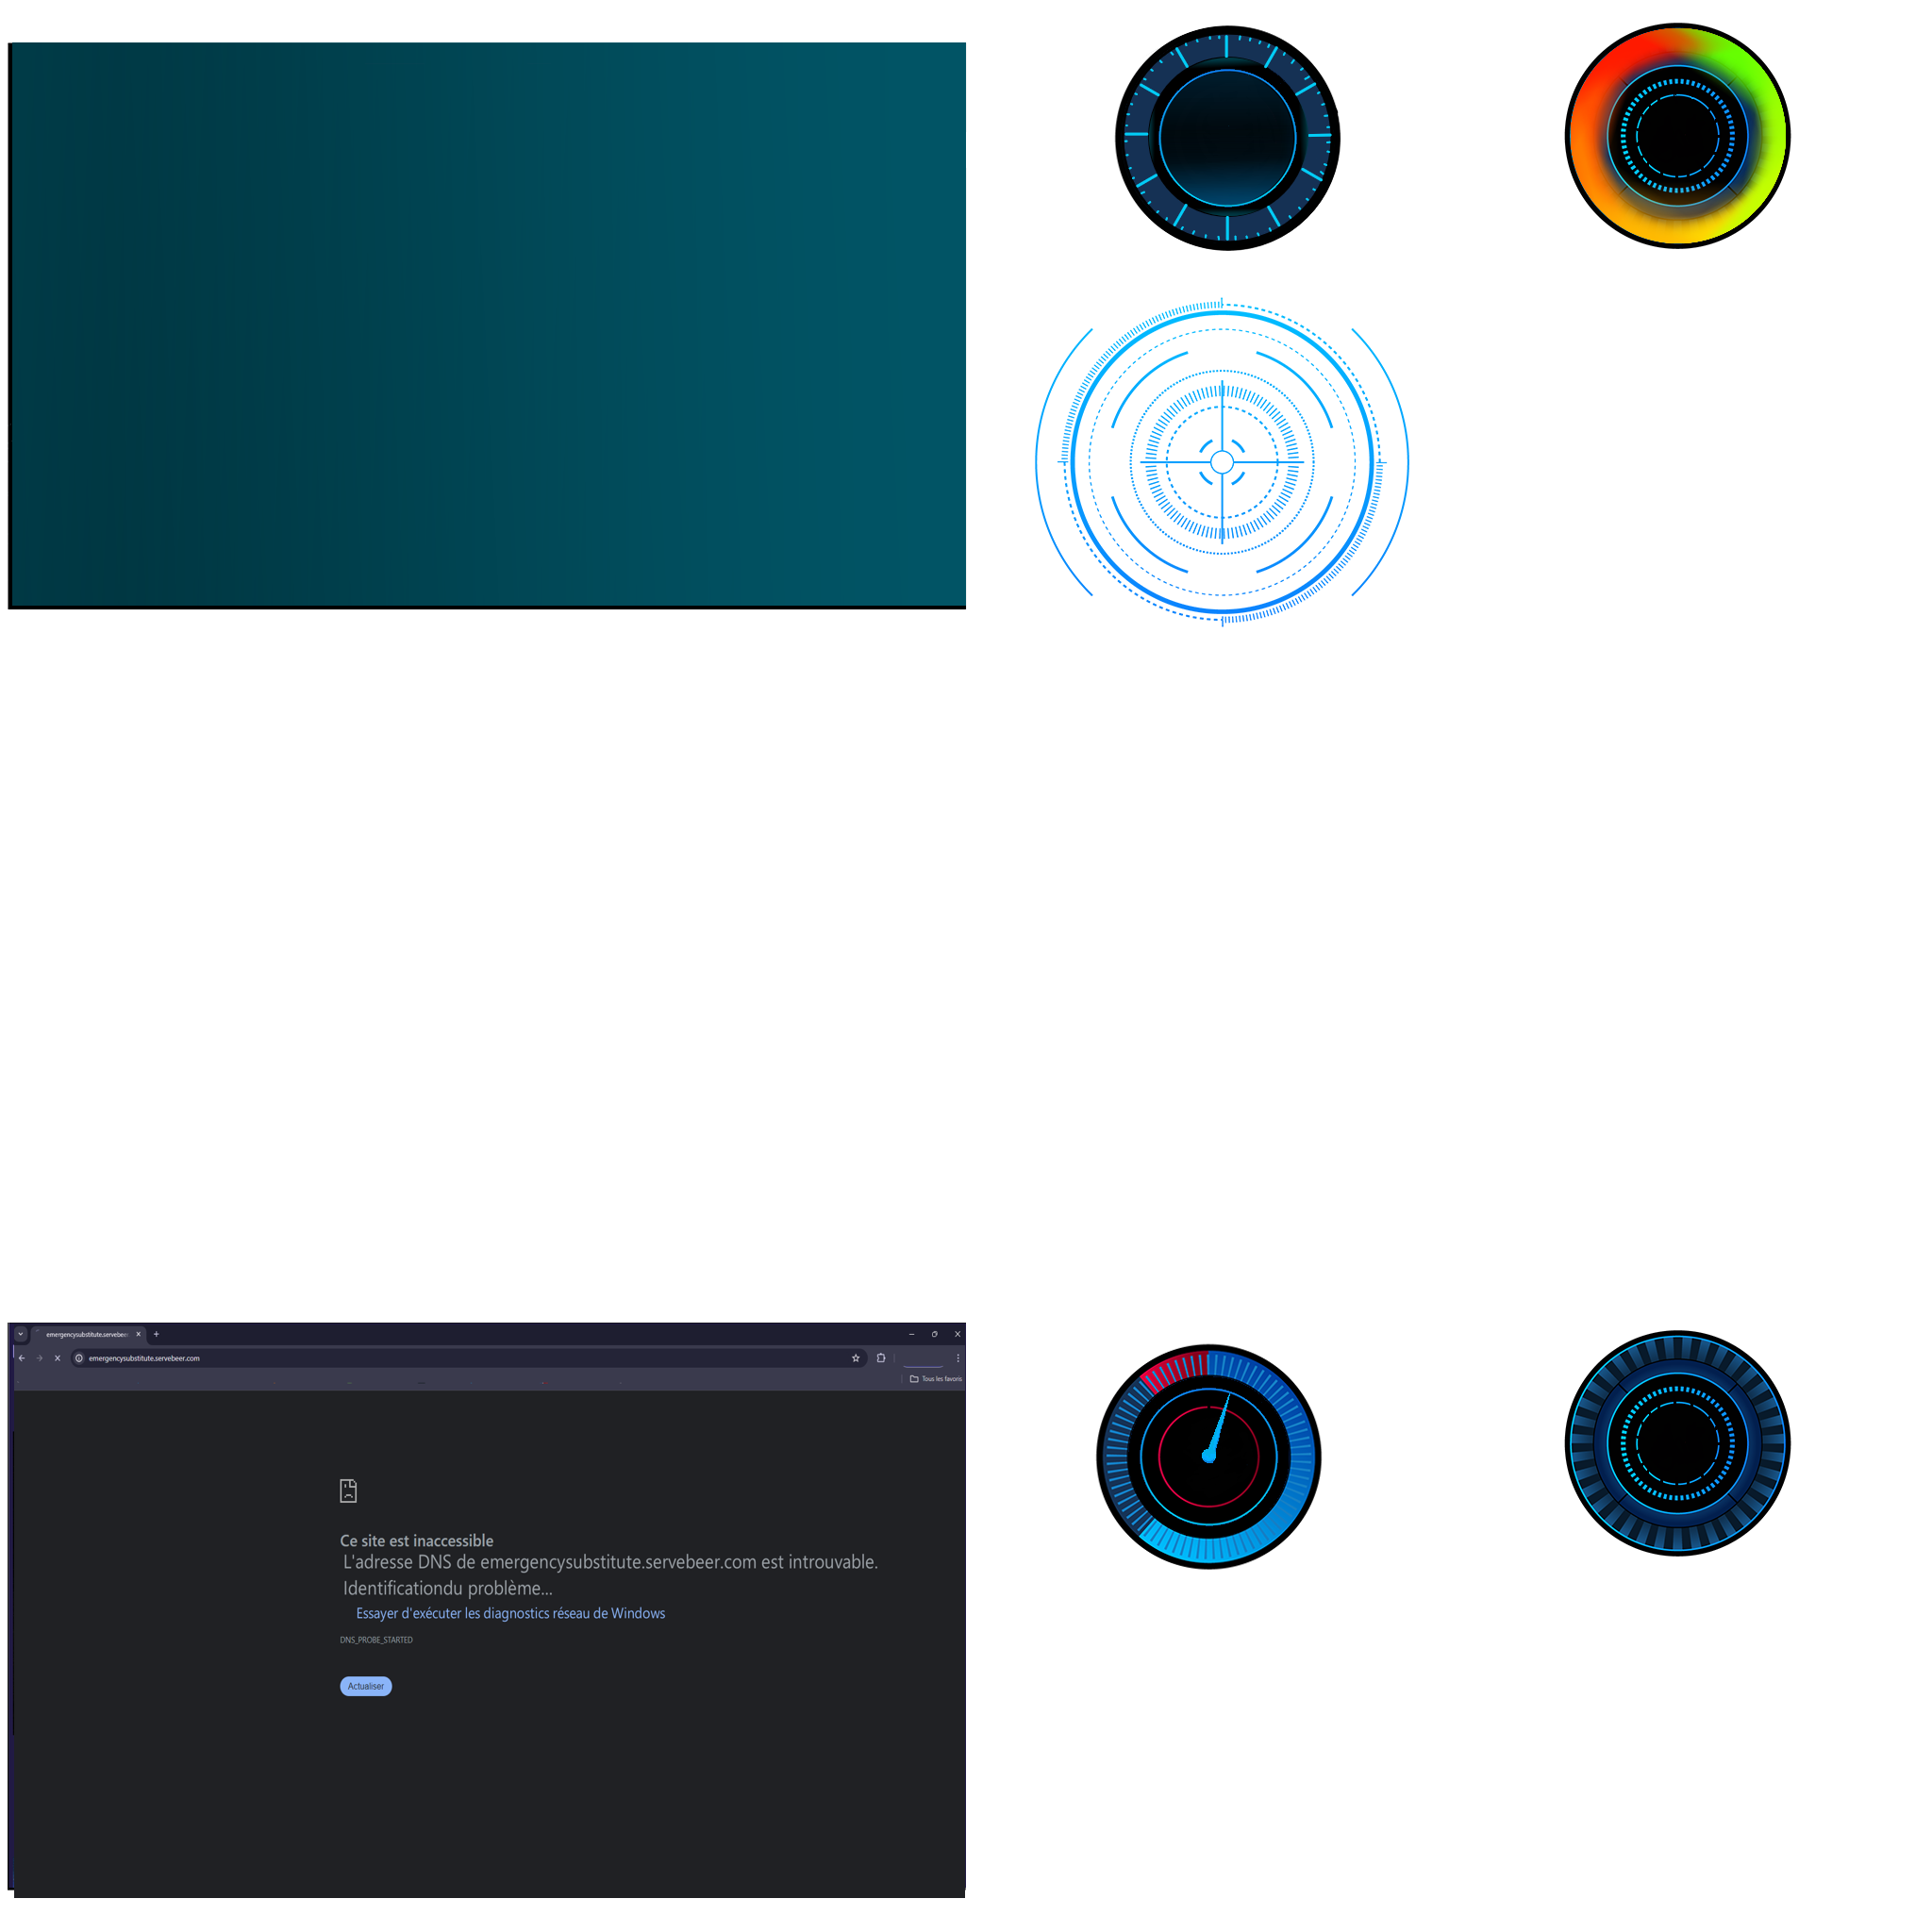 emergencysubstitute.servebeer
emergencysubstitute.servebeer.com
Tous les favoris
Ce site est inaccessible
L'adresse DNS de emergencysubstitute.servebeer.com est introuvable.
Identificationdu problème...
Essayer d'exécuter les diagnostics réseau de Windows
DNS_PROBE_STARTED
Actualiser